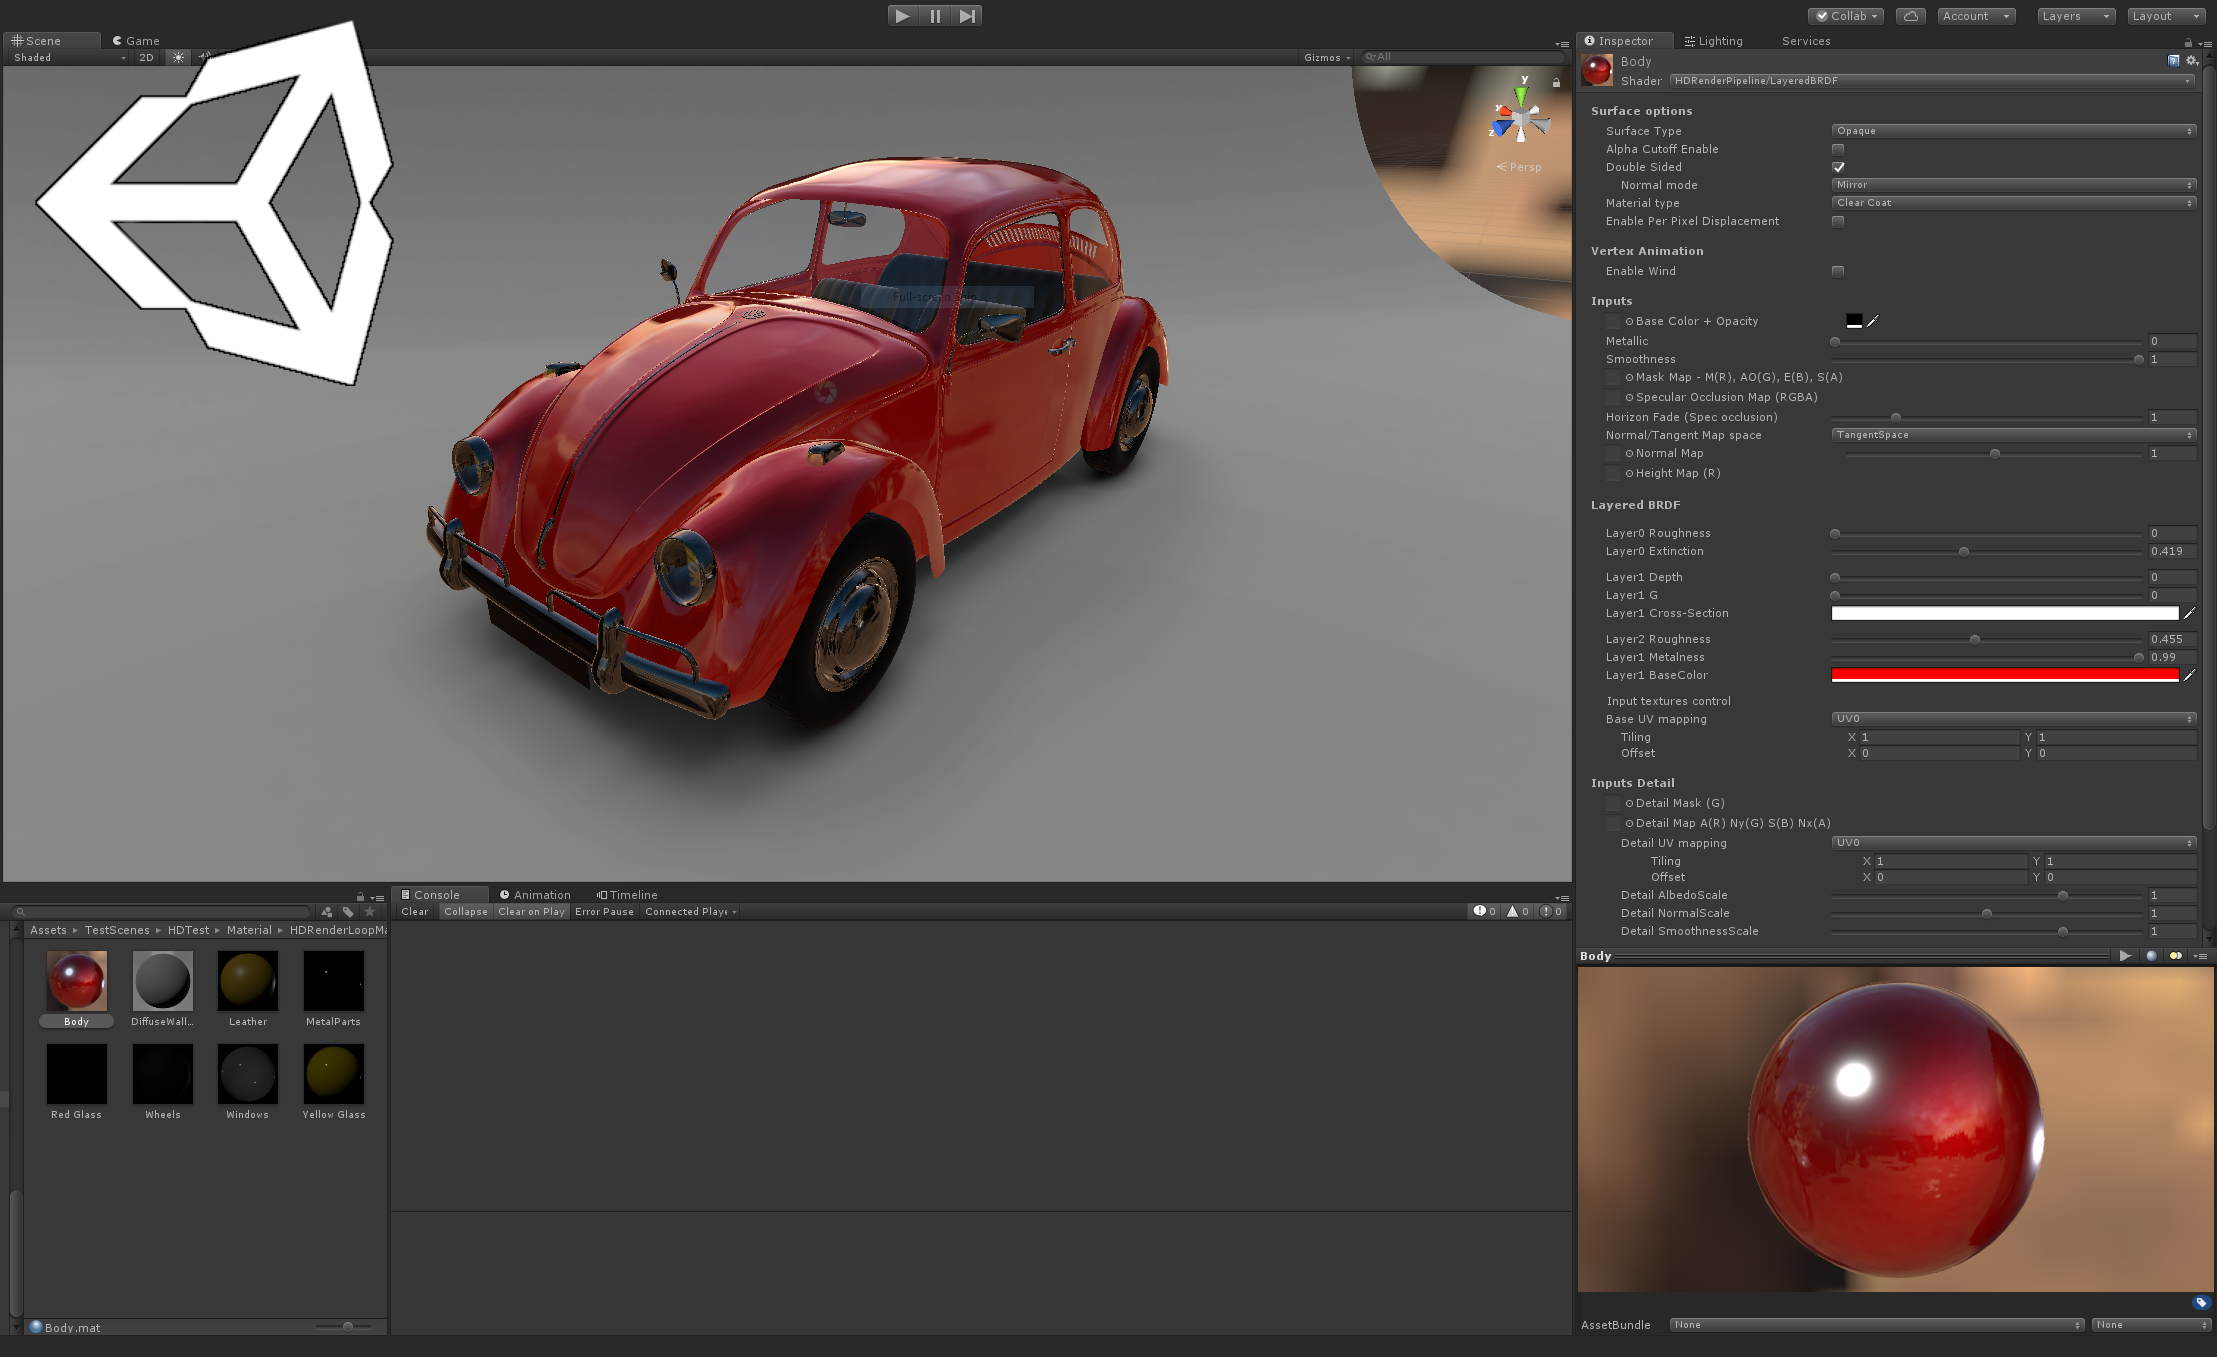 Collab
Account
Layers
Layout
Scene
Game
Shaded
2D
Gizmos
All
y
x
z
Persp
Inspector
Lighting
Services
Body
Shader HDRenderPipeline/LayeredBRDF
Surface options
Surface Type Opaque
Alpha Cutoff Enable
Double Sided
Normal mode Mirror
Material type Clear Coat
Enable Per Pixel Displacement
Vertex Animation
Enable Wind
Inputs
Base Color + Opacity
Metallic 0
Smoothness 1
Mask Map - M(R), AO(G), E(B), S(A)
Specular Occlusion Map (RGBA)
Horizon Fade (Spec occlusion) 1
Normal/Tangent Map space TangentSpace
Normal Map 1
Height Map (R)
Layered BRDF
Layer0 Roughness 0
Layer0 Extinction 0.419
Layer1 Depth 0
Layer1 G 0
Layer1 Cross-Section
Layer2 Roughness 0.455
Layer1 Metalness 0.99
Layer1 BaseColor
Input textures control
Base UV mapping UV0
Tiling X 1 Y 1
Offset X 0 Y 0
Inputs Detail
Detail Mask (G)
Detail Map A(R) Ny(G) S(B) Nx(A)
Detail UV mapping UV0
Tiling X 1 Y 1
Offset X 0 Y 0
Detail AlbedoScale 1
Detail NormalScale 1
Detail SmoothnessScale 1
Body
AssetBundle None None
Console
Animation
Timeline
Clear Collapse Clear on Play Error Pause Connected Playe
0 0 0
Assets TestScenes HDTest Material HDRenderLoopMa
Body DiffuseWall... Leather MetalParts
Red Glass Wheels Windows Yellow Glass
Body.mat